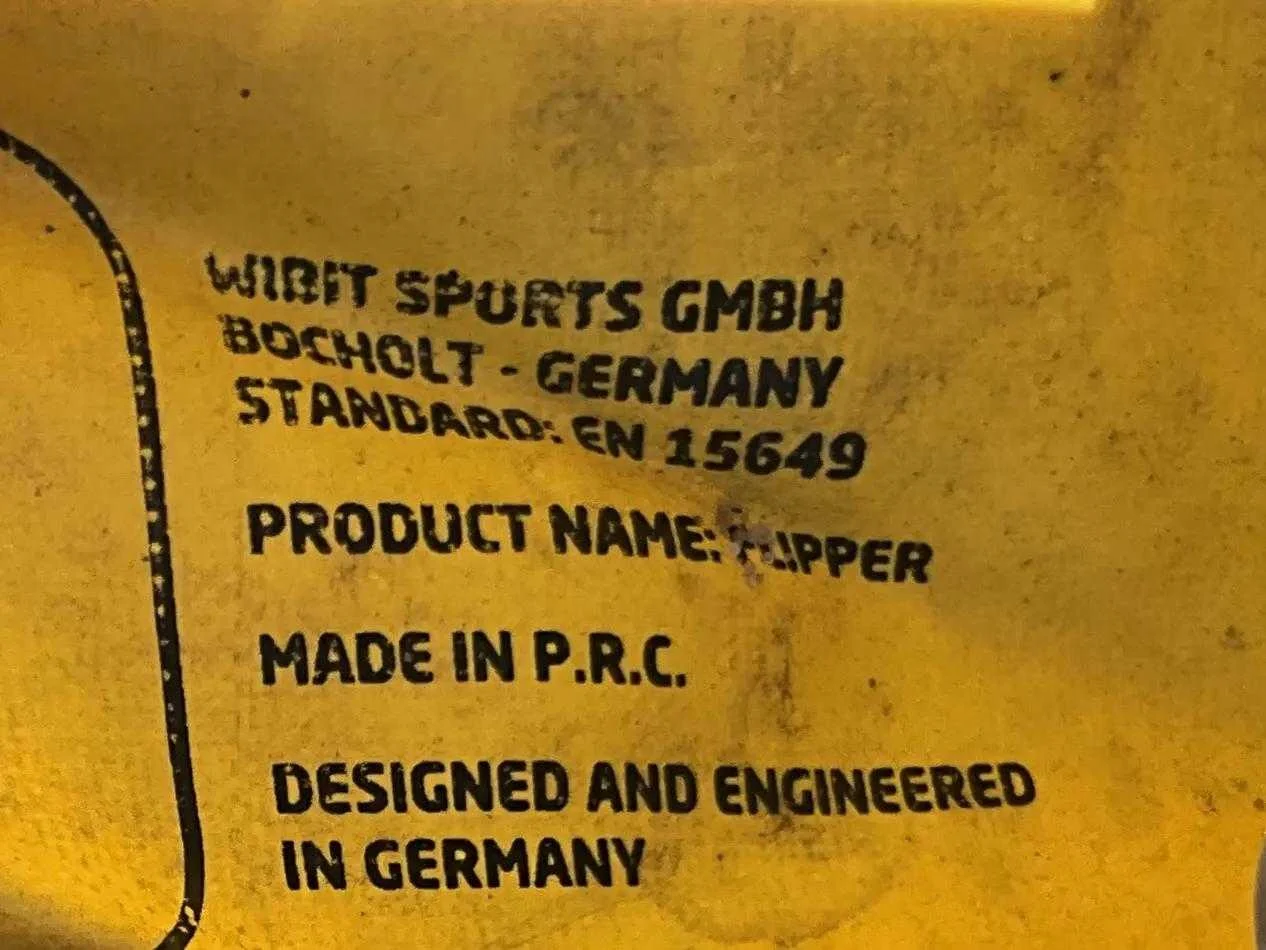 WIBIT SPORTS GMBH
BOCHOLT - GERMANY
STANDARD: EN 15649
PRODUCT NAME:
MADE IN P.R.C.
DESIGNED AND ENGINEERED
IN GERMANY